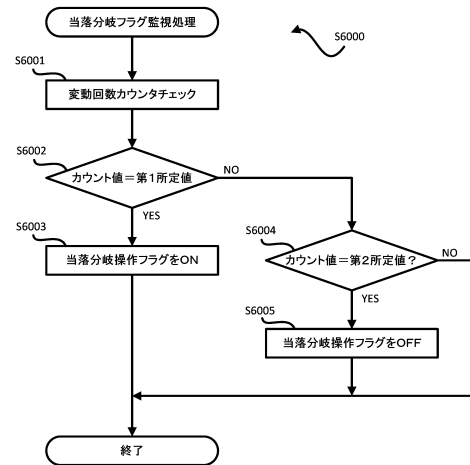 当落分岐フラグ監視処理
S6000
S6001
変動回数カウンタチェック
S6002
カウント値＝第1所定値
NO
YES
S6003
当落分岐操作フラグをON
S6004
カウント値＝第2所定値？
NO
YES
S6005
当落分岐操作フラグをOFF
終了